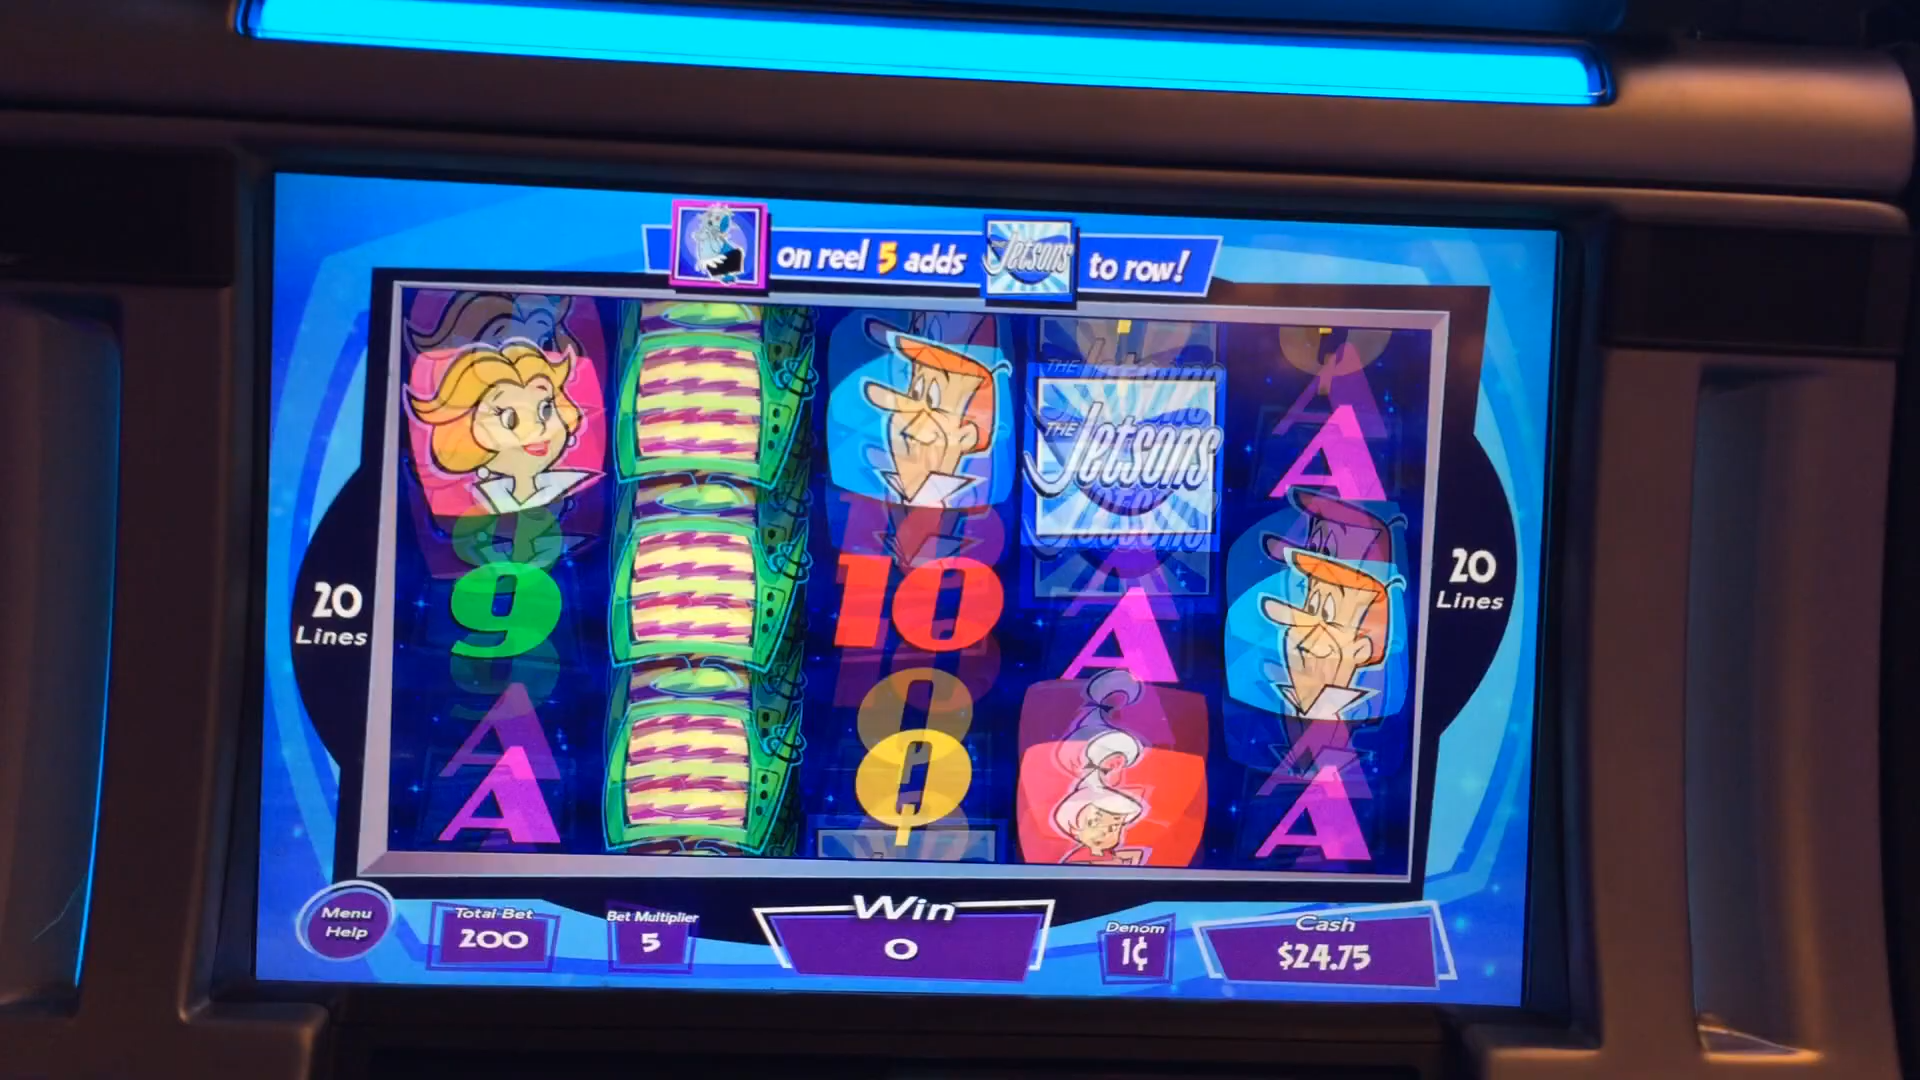 on reel 5 adds Jetsons to row!
THE Jetsons
A
9
10
A
A
Q
A
20 Lines
20 Lines
Menu Help
Total Bet
200
Bet Multiplier
5
Win
0
Denom
1¢
Cash
$24.75